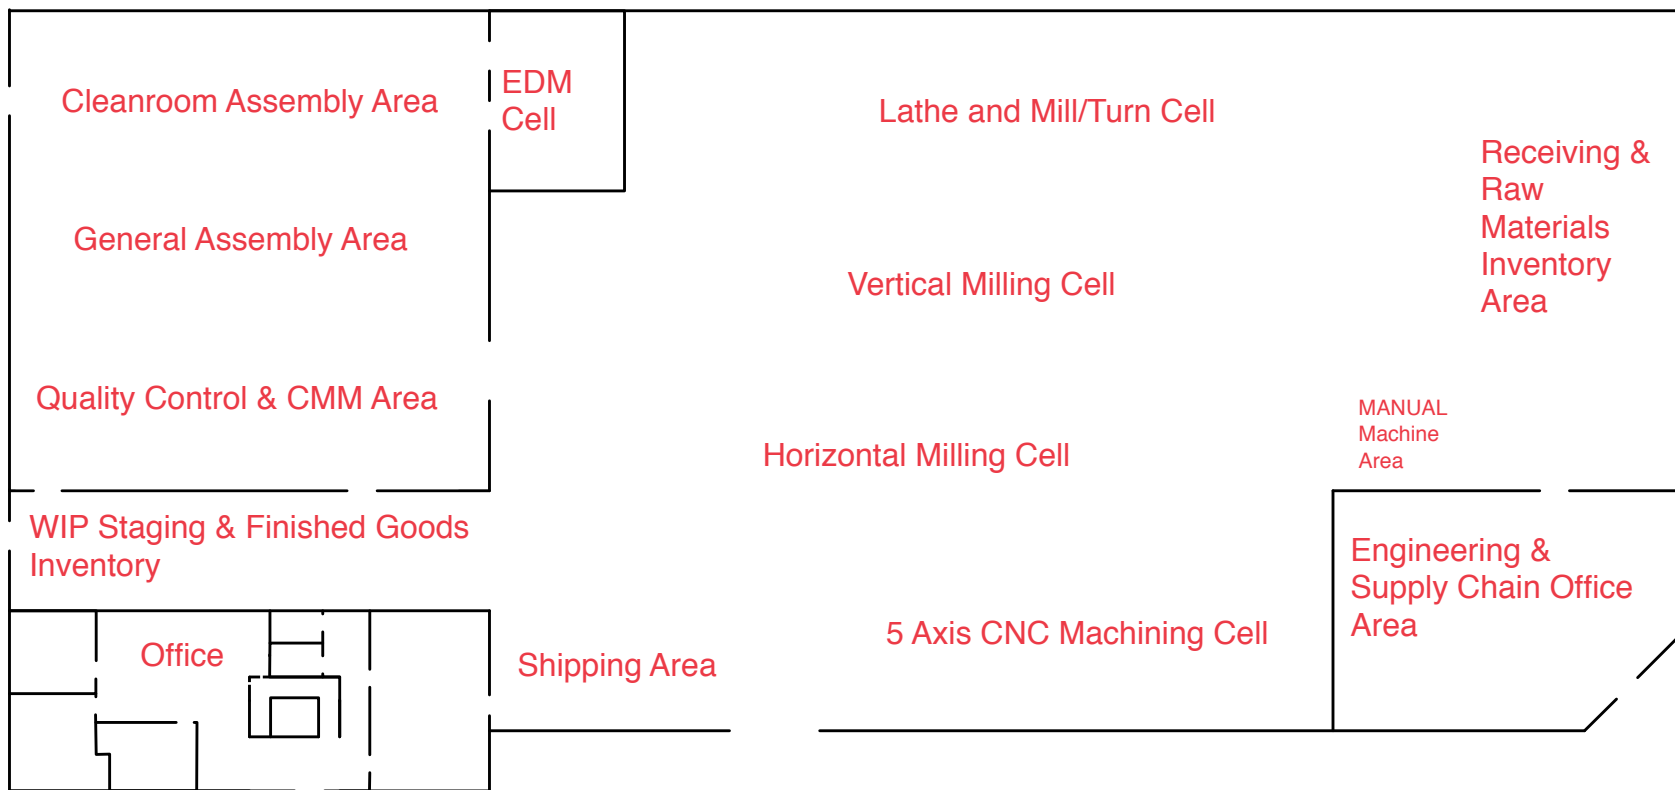 Cleanroom Assembly Area
EDM
Cell
Lathe and Mill/Turn Cell
Receiving &
Raw
Materials
Inventory
Area
General Assembly Area
Vertical Milling Cell
Quality Control & CMM Area
MANUAL
Machine
Area
Horizontal Milling Cell
WIP Staging & Finished Goods
Inventory
Engineering &
Supply Chain Office
Area
Office
Shipping Area
5 Axis CNC Machining Cell